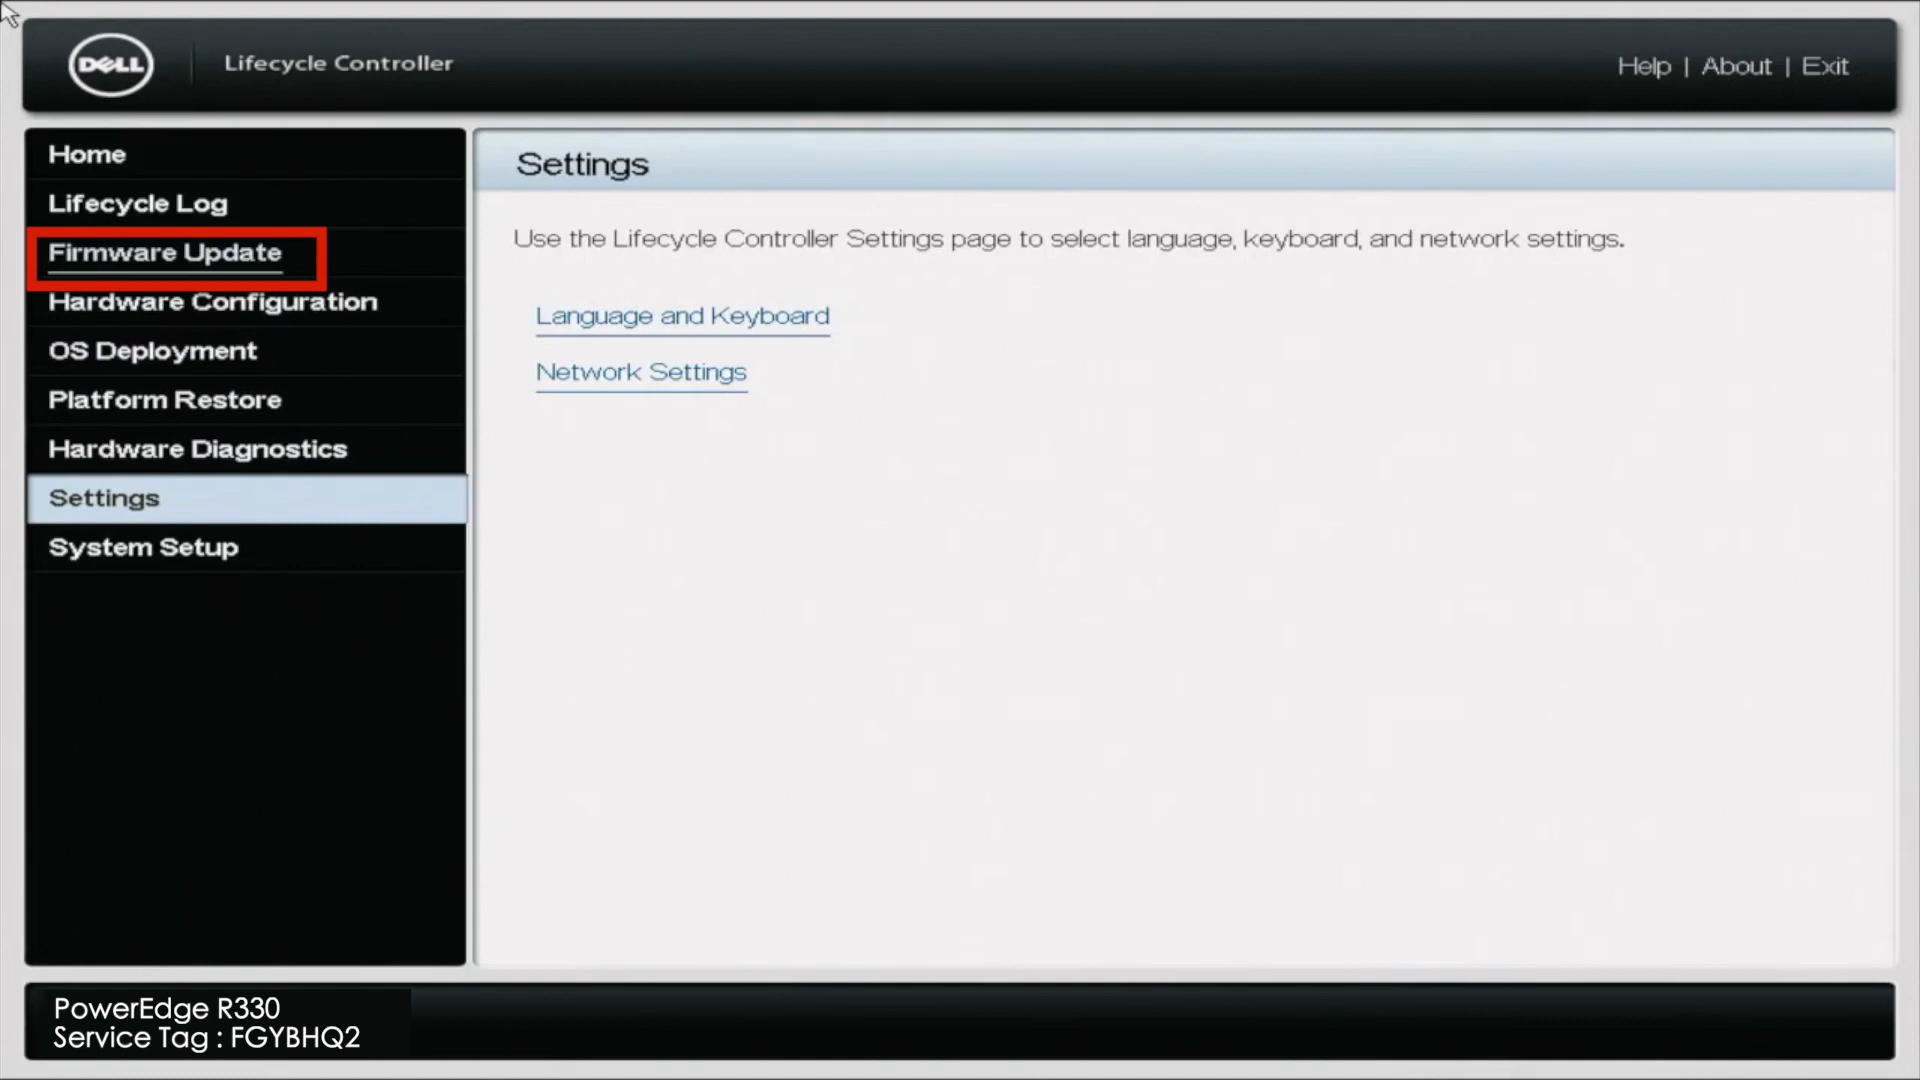 DELL
Lifecycle Controller
Help | About | Exit
Home
Lifecycle Log
Firmware Update
Hardware Configuration
OS Deployment
Platform Restore
Hardware Diagnostics
Settings
System Setup
Settings
Use the Lifecycle Controller Settings page to select language, keyboard, and network settings.
Language and Keyboard
Network Settings
PowerEdge R330
Service Tag : FGYBHQ2